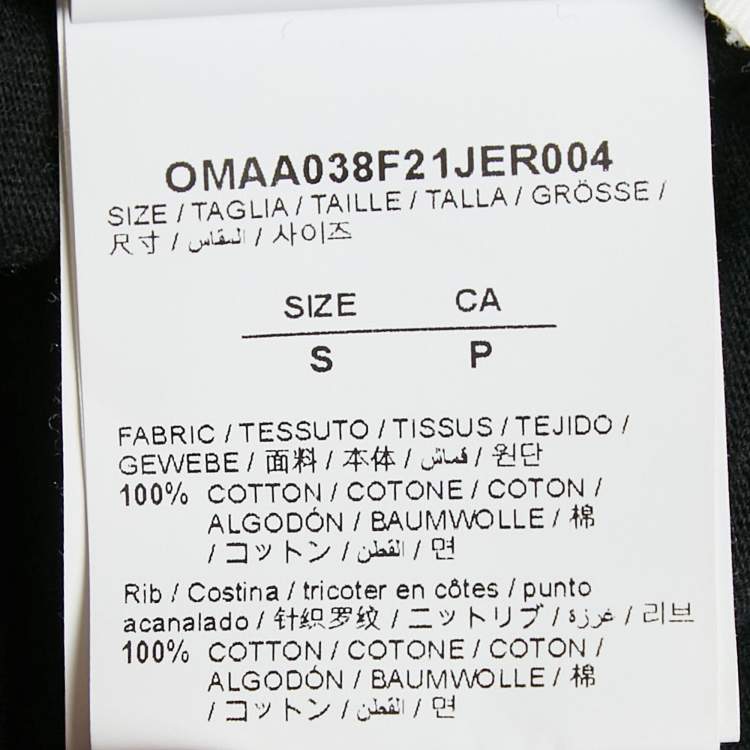 OMAA038F21JER004
SIZE / TAGLIA / TAILLE / TALLA / GRÖSSE /
尺寸 / المقاس / 사이즈
SIZE CA
S P
FABRIC / TESSUTO / TISSUS / TEJIDO /
GEWEBE / 面料 / 本体 / قماش / 원단
100% COTTON / COTONE / COTON /
ALGODÓN / BAUMWOLLE / 棉
/ コットン / القطن / 면
Rib / Costina / tricoter en côtes / punto
acanalado / 针织罗纹 / ニットリブ / غرزة / 리브
100% COTTON / COTONE / COTON /
ALGODÓN / BAUMWOLLE / 棉
/ コットン / القطن / 면